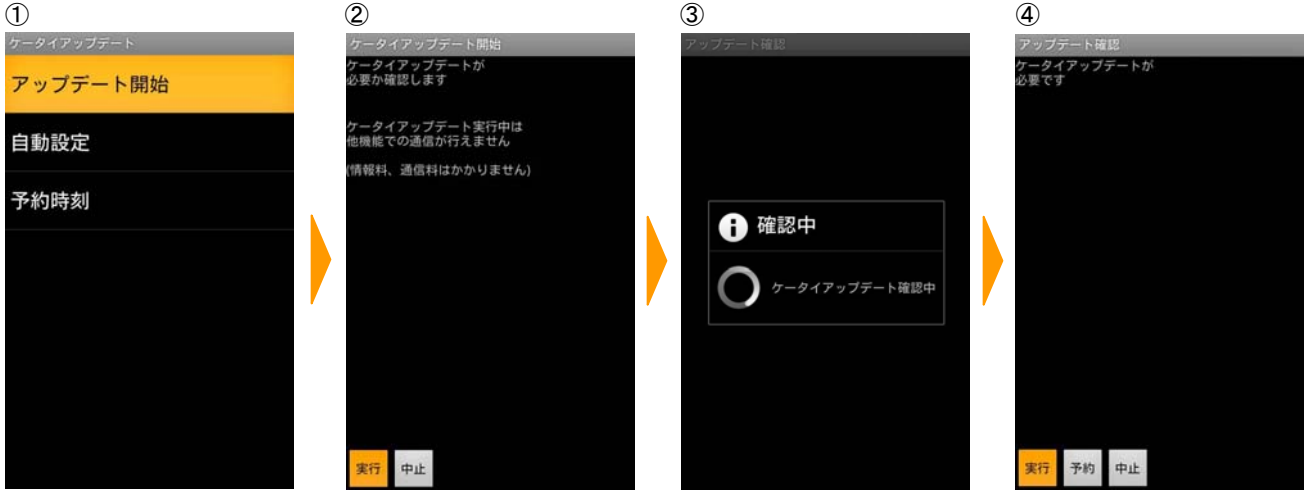 ①
ケータイアップデート
アップデート開始
自動設定
予約時刻
②
ケータイアップデート開始
ケータイアップデートが
必要か確認します
ケータイアップデート実行中は
他機能での通信が行えません
(情報料、通信料はかかりません)
実行 中止
③
アップデート確認
確認中
ケータイアップデート確認中
④
アップデート確認
ケータイアップデートが
必要です
実行 予約 中止